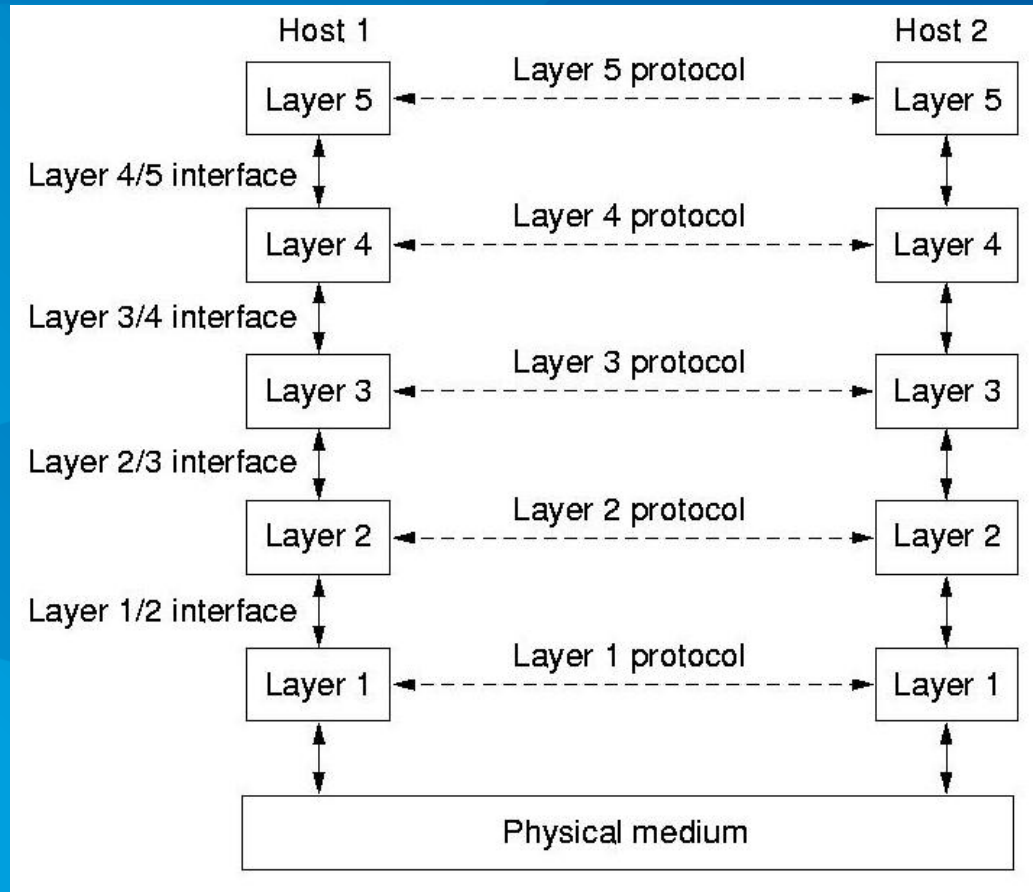 Host 1 Host 2
Layer 5 protocol
Layer 5 Layer 5
Layer 4/5 interface
Layer 4 protocol
Layer 4 Layer 4
Layer 3/4 interface
Layer 3 protocol
Layer 3 Layer 3
Layer 2/3 interface
Layer 2 protocol
Layer 2 Layer 2
Layer 1/2 interface
Layer 1 protocol
Layer 1 Layer 1
Physical medium